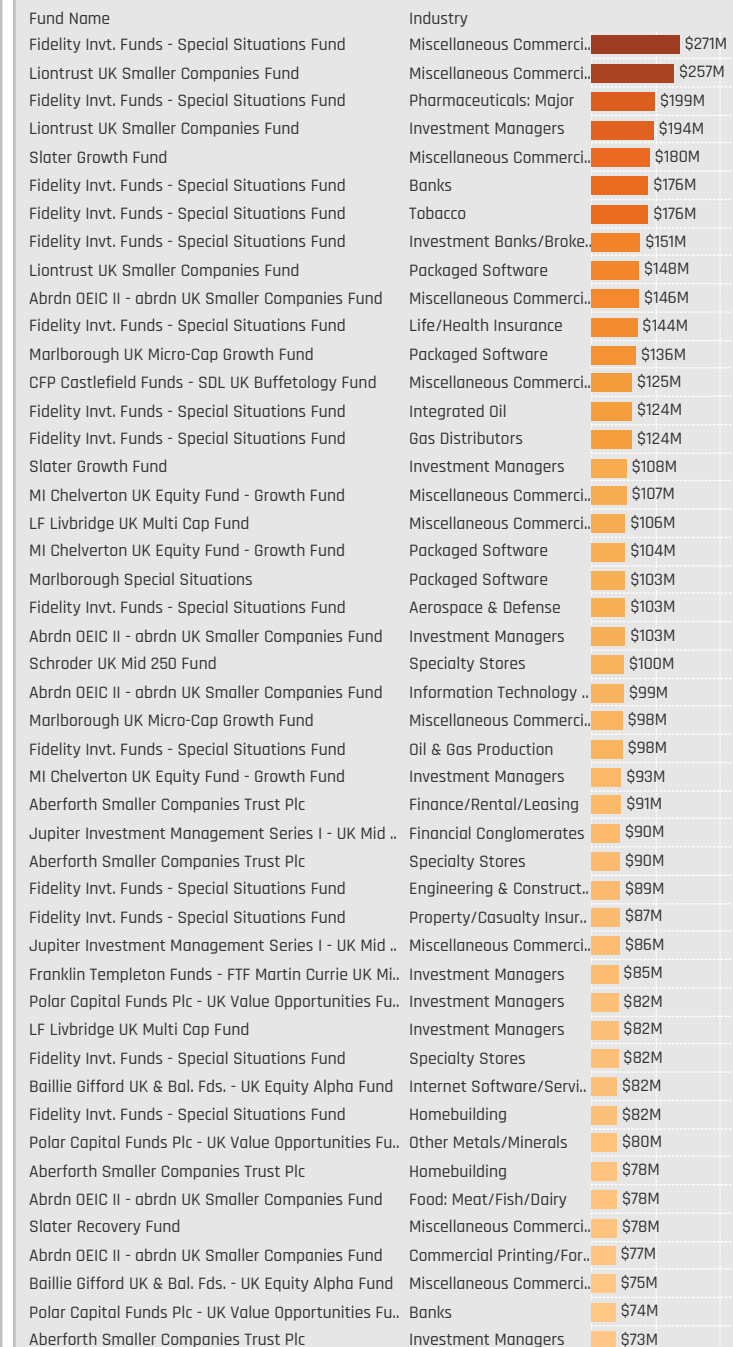 Fund Name Industry
Fidelity Invt. Funds - Special Situations Fund Miscellaneous Commerci.. $271M
Liontrust UK Smaller Companies Fund Miscellaneous Commerci.. $257M
Fidelity Invt. Funds - Special Situations Fund Pharmaceuticals: Major $199M
Liontrust UK Smaller Companies Fund Investment Managers $194M
Slater Growth Fund Miscellaneous Commerci.. $180M
Fidelity Invt. Funds - Special Situations Fund Banks $176M
Fidelity Invt. Funds - Special Situations Fund Tobacco $176M
Fidelity Invt. Funds - Special Situations Fund Investment Banks/Broke.. $151M
Liontrust UK Smaller Companies Fund Packaged Software $148M
Abrdn OEIC II - abrdn UK Smaller Companies Fund Miscellaneous Commerci.. $146M
Fidelity Invt. Funds - Special Situations Fund Life/Health Insurance $144M
Marlborough UK Micro-Cap Growth Fund Packaged Software $136M
CFP Castlefield Funds - SDL UK Buffetology Fund Miscellaneous Commerci.. $125M
Fidelity Invt. Funds - Special Situations Fund Integrated Oil $124M
Fidelity Invt. Funds - Special Situations Fund Gas Distributors $124M
Slater Growth Fund Investment Managers $108M
MI Chelverton UK Equity Fund - Growth Fund Miscellaneous Commerci.. $107M
LF Livbridge UK Multi Cap Fund Miscellaneous Commerci.. $106M
MI Chelverton UK Equity Fund - Growth Fund Packaged Software $104M
Marlborough Special Situations Packaged Software $103M
Fidelity Invt. Funds - Special Situations Fund Aerospace & Defense $103M
Abrdn OEIC II - abrdn UK Smaller Companies Fund Investment Managers $103M
Schroder UK Mid 250 Fund Specialty Stores $100M
Abrdn OEIC II - abrdn UK Smaller Companies Fund Information Technology .. $99M
Marlborough UK Micro-Cap Growth Fund Miscellaneous Commerci.. $98M
Fidelity Invt. Funds - Special Situations Fund Oil & Gas Production $98M
MI Chelverton UK Equity Fund - Growth Fund Investment Managers $93M
Aberforth Smaller Companies Trust Plc Finance/Rental/Leasing $91M
Jupiter Investment Management Series I - UK Mid .. Financial Conglomerates $90M
Aberforth Smaller Companies Trust Plc Specialty Stores $90M
Fidelity Invt. Funds - Special Situations Fund Engineering & Construct.. $89M
Fidelity Invt. Funds - Special Situations Fund Property/Casualty Insur.. $87M
Jupiter Investment Management Series I - UK Mid .. Miscellaneous Commerci.. $86M
Franklin Templeton Funds - FTF Martin Currie UK Mi.. Investment Managers $85M
Polar Capital Funds Plc - UK Value Opportunities Fu.. Investment Managers $82M
LF Livbridge UK Multi Cap Fund Investment Managers $82M
Fidelity Invt. Funds - Special Situations Fund Specialty Stores $82M
Baillie Gifford UK & Bal. Fds. - UK Equity Alpha Fund Internet Software/Servi.. $82M
Fidelity Invt. Funds - Special Situations Fund Homebuilding $82M
Polar Capital Funds Plc - UK Value Opportunities Fu.. Other Metals/Minerals $80M
Aberforth Smaller Companies Trust Plc Homebuilding $78M
Abrdn OEIC II - abrdn UK Smaller Companies Fund Food: Meat/Fish/Dairy $78M
Slater Recovery Fund Miscellaneous Commerci.. $78M
Abrdn OEIC II - abrdn UK Smaller Companies Fund Commercial Printing/For.. $77M
Baillie Gifford UK & Bal. Fds. - UK Equity Alpha Fund Miscellaneous Commerci.. $75M
Polar Capital Funds Plc - UK Value Opportunities Fu.. Banks $74M
Aberforth Smaller Companies Trust Plc Investment Managers $73M